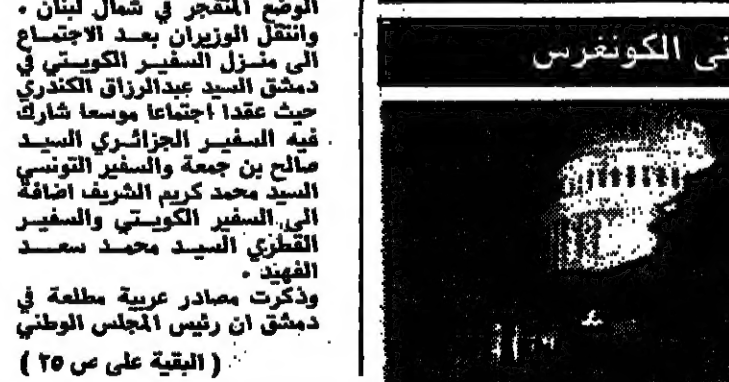 الوضع المنفجر في شمال لبنان .
وانتقل الوزيران بعد الاجتماع
الى منزل السفير الكويتي في
دمشق السيد عبدالرزاق الكندري
حيث عقدا اجتماعا موسعا شارك
فيه السفير الجزائري السيد
صالح بن جمعة والسفير التونسي
السيد محمد كريم الشريف اضافة
الى السفير الكويتي والسفير
القطري السيد محمد سعد
الفهيد .
وذكرت مصادر عربية مطلعة في
دمشق ان رئيس المجلس الوطني
( البقية على ص ٢٥ )
نى الكونغرس